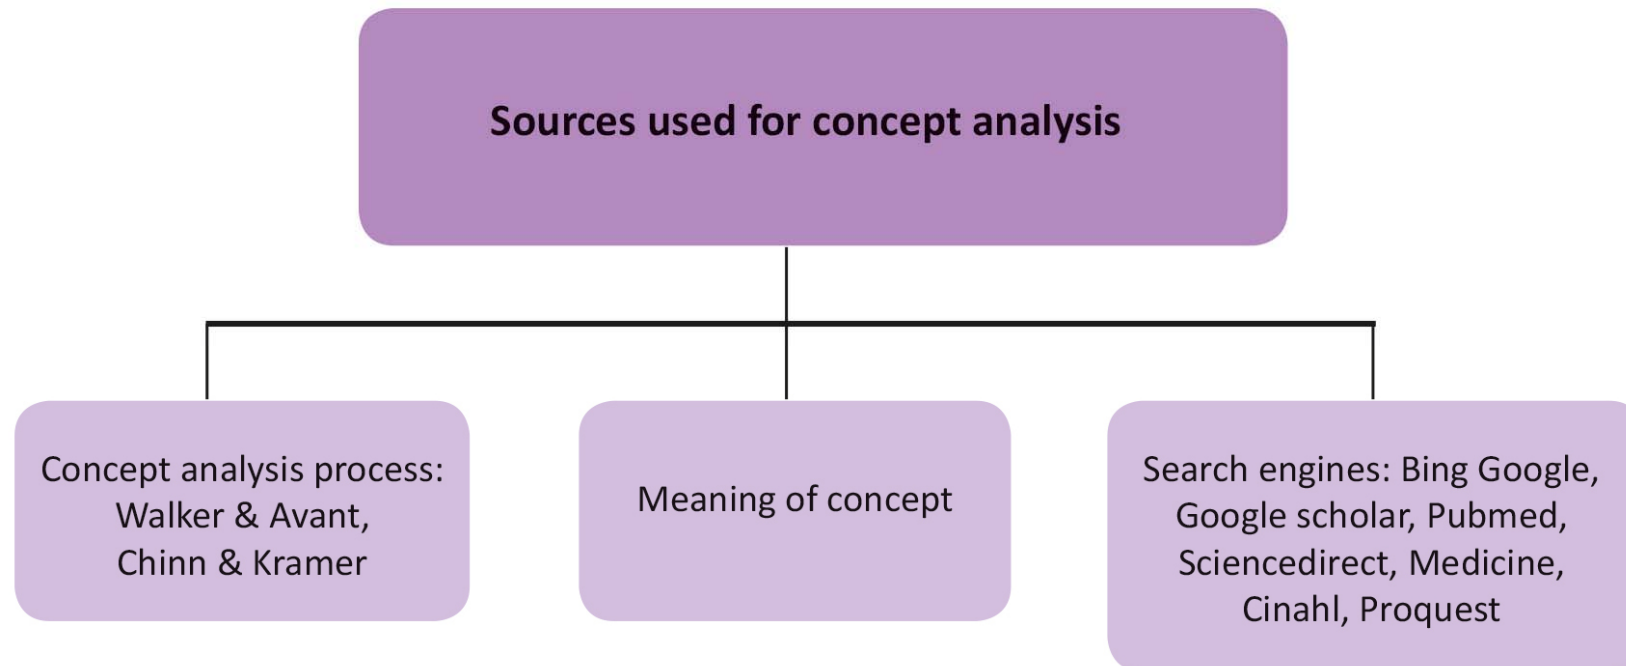 Sources used for concept analysis
Concept analysis process:
Walker & Avant,
Chinn & Kramer
Meaning of concept
Search engines: Bing Google,
Google scholar, Pubmed,
Sciencedirect, Medicine,
Cinahl, Proquest